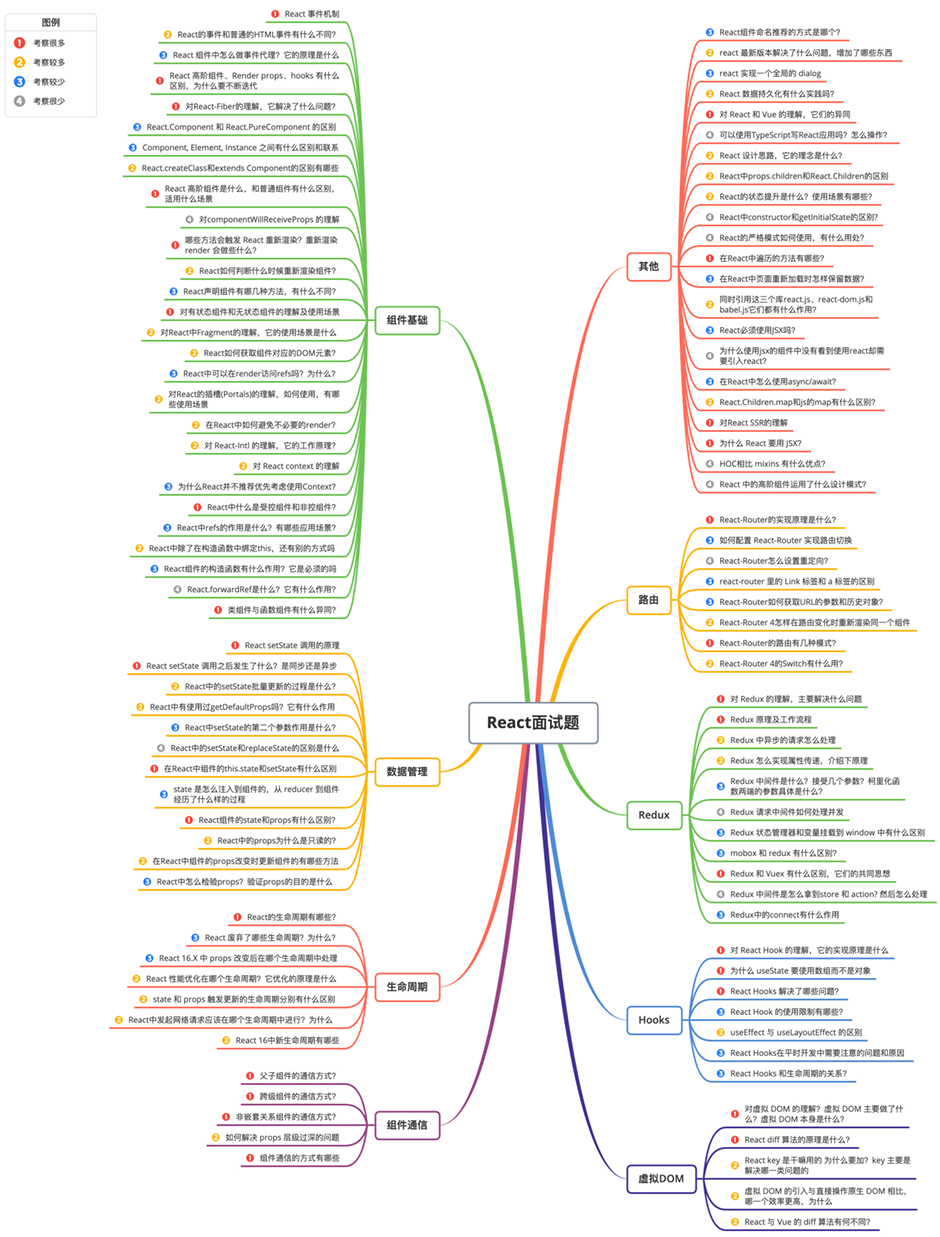 图例
1 考察很多
2 考察较多
3 考察较少
4 考察很少
React面试题
组件基础
1 React 事件机制
2 React的事件和普通的HTML事件有什么不同?
3 React 组件中怎么做事件代理? 它的原理是什么
1 React 高阶组件、Render props、hooks 有什么
区别，为什么要不断迭代
1 对React-Fiber的理解，它解决了什么问题?
3 React.Component 和 React.PureComponent 的区别
3 Component, Element, Instance 之间有什么区别和联系
2 React.createClass和extends Component的区别有哪些
1 React 高阶组件是什么，和普通组件有什么区别，
适用什么场景
4 对componentWillReceiveProps 的理解
1 哪些方法会触发 React 重新渲染? 重新渲染
render 会做些什么?
2 React如何判断什么时候重新渲染组件?
3 React声明组件有哪几种方法，有什么不同?
1 对有状态组件和无状态组件的理解及使用场景
2 对React中Fragment的理解，它的使用场景是什么
2 React如何获取组件对应的DOM元素?
3 React中可以在render访问refs吗? 为什么?
2 对React的插槽(Portals)的理解，如何使用，有哪
些使用场景
2 在React中如何避免不必要的render?
2 对 React-Intl 的理解，它的工作原理?
2 对 React context 的理解
3 为什么React并不推荐优先考虑使用Context?
1 React中什么是受控组件和非控组件?
3 React中refs的作用是什么? 有哪些应用场景?
2 React中除了在构造函数中绑定this，还有别的方式吗
3 React组件的构造函数有什么作用? 它是必须的吗
4 React.forwardRef是什么? 它有什么作用?
1 类组件与函数组件有什么异同?
数据管理
1 React setState 调用的原理
1 React setState 调用之后发生了什么? 是同步还是异步
2 React中的setState批量更新的过程是什么?
2 React中有使用过getDefaultProps吗? 它有什么作用
3 React中setState的第二个参数作用是什么?
4 React中的setState和replaceState的区别是什么
1 在React中组件的this.state和setState有什么区别
3 state 是怎么注入到组件的，从 reducer 到组件
经历了什么样的过程
1 React组件的state和props有什么区别?
2 React中的props为什么是只读的?
2 在React中组件的props改变时更新组件的有哪些方法
3 React中怎么检验props? 验证props的目的是什么
生命周期
1 React的生命周期有哪些?
3 React 废弃了哪些生命周期? 为什么?
3 React 16.X 中 props 改变后在哪个生命周期中处理
2 React 性能优化在哪个生命周期? 它优化的原理是什么
2 state 和 props 触发更新的生命周期分别有什么区别
2 React中发起网络请求应该在哪个生命周期中进行? 为什么
2 React 16中新生命周期有哪些
组件通信
1 父子组件的通信方式?
1 跨级组件的通信方式?
1 非嵌套关系组件的通信方式?
2 如何解决 props 层级过深的问题
1 组件通信的方式有哪些
其他
3 React组件命名推荐的方式是哪个?
2 react 最新版本解决了什么问题，增加了哪些东西
3 react 实现一个全局的 dialog
2 React 数据持久化有什么实践吗?
1 对 React 和 Vue 的理解，它们的异同
4 可以使用TypeScript写React应用吗? 怎么操作?
2 React 设计思路，它的理念是什么?
2 React中props.children和React.Children的区别
2 React的状态提升是什么? 使用场景有哪些?
4 React中constructor和getInitialState的区别?
4 React的严格模式如何使用，有什么用处?
1 在React中遍历的方法有哪些?
3 在React中页面重新加载时怎样保留数据?
2 同时引用这三个库react.js、react-dom.js和
babel.js它们都有什么作用?
3 React必须使用JSX吗?
4 为什么使用jsx的组件中没有看到使用react却需
要引入react?
3 在React中怎么使用async/await?
2 React.Children.map和js的map有什么区别?
1 对React SSR的理解
1 为什么 React 要用 JSX?
4 HOC相比 mixins 有什么优点?
4 React 中的高阶组件运用了什么设计模式?
路由
1 React-Router的实现原理是什么?
3 如何配置 React-Router 实现路由切换
4 React-Router怎么设置重定向?
3 react-router 里的 Link 标签和 a 标签的区别
3 React-Router如何获取URL的参数和历史对象?
2 React-Router 4怎样在路由变化时重新渲染同一个组件
1 React-Router的路由有几种模式?
2 React-Router 4的Switch有什么用?
Redux
1 对 Redux 的理解，主要解决什么问题
1 Redux 原理及工作流程
2 Redux 中异步的请求怎么处理
2 Redux 怎么实现属性传递，介绍下原理
3 Redux 中间件是什么? 接受几个参数? 柯里化函
数两端的参数具体是什么?
4 Redux 请求中间件如何处理并发
3 Redux 状态管理器和变量挂载到 window 中有什么区别
3 mobox 和 redux 有什么区别?
1 Redux 和 Vuex 有什么区别，它们的共同思想
4 Redux 中间件是怎么拿到store 和 action? 然后怎么处理
3 Redux中的connect有什么作用
Hooks
1 对 React Hook 的理解，它的实现原理是什么
1 为什么 useState 要使用数组而不是对象
1 React Hooks 解决了哪些问题?
3 React Hook 的使用限制有哪些?
2 useEffect 与 useLayoutEffect 的区别
3 React Hooks在平时开发中需要注意的问题和原因
3 React Hooks 和生命周期的关系?
虚拟DOM
1 对虚拟 DOM 的理解? 虚拟 DOM 主要做了什
么? 虚拟 DOM 本身是什么?
1 React diff 算法的原理是什么?
2 React key 是干嘛用的 为什么要加? key 主要是
解决哪一类问题的
2 虚拟 DOM 的引入与直接操作原生 DOM 相比，
哪一个效率更高，为什么
2 React 与 Vue 的 diff 算法有何不同?